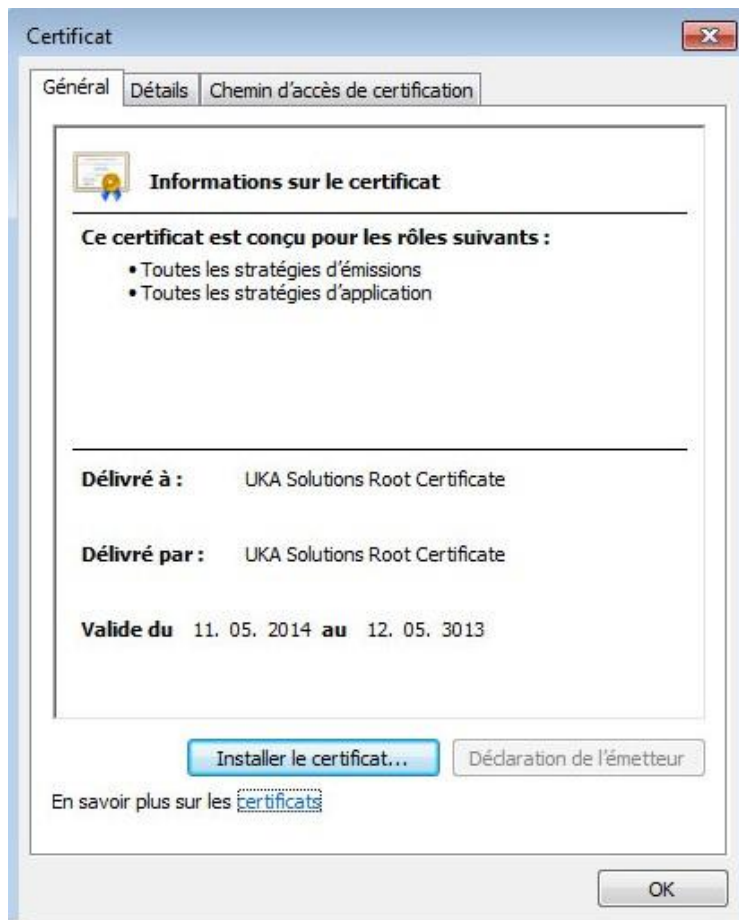 Certificat
Général Détails Chemin d'accès de certification
Informations sur le certificat
Ce certificat est conçu pour les rôles suivants :
• Toutes les stratégies d'émissions
• Toutes les stratégies d'application
Délivré à : UKA Solutions Root Certificate
Délivré par : UKA Solutions Root Certificate
Valide du 11. 05. 2014 au 12. 05. 3013
Installer le certificat... Déclaration de l'émetteur
En savoir plus sur les certificats
OK